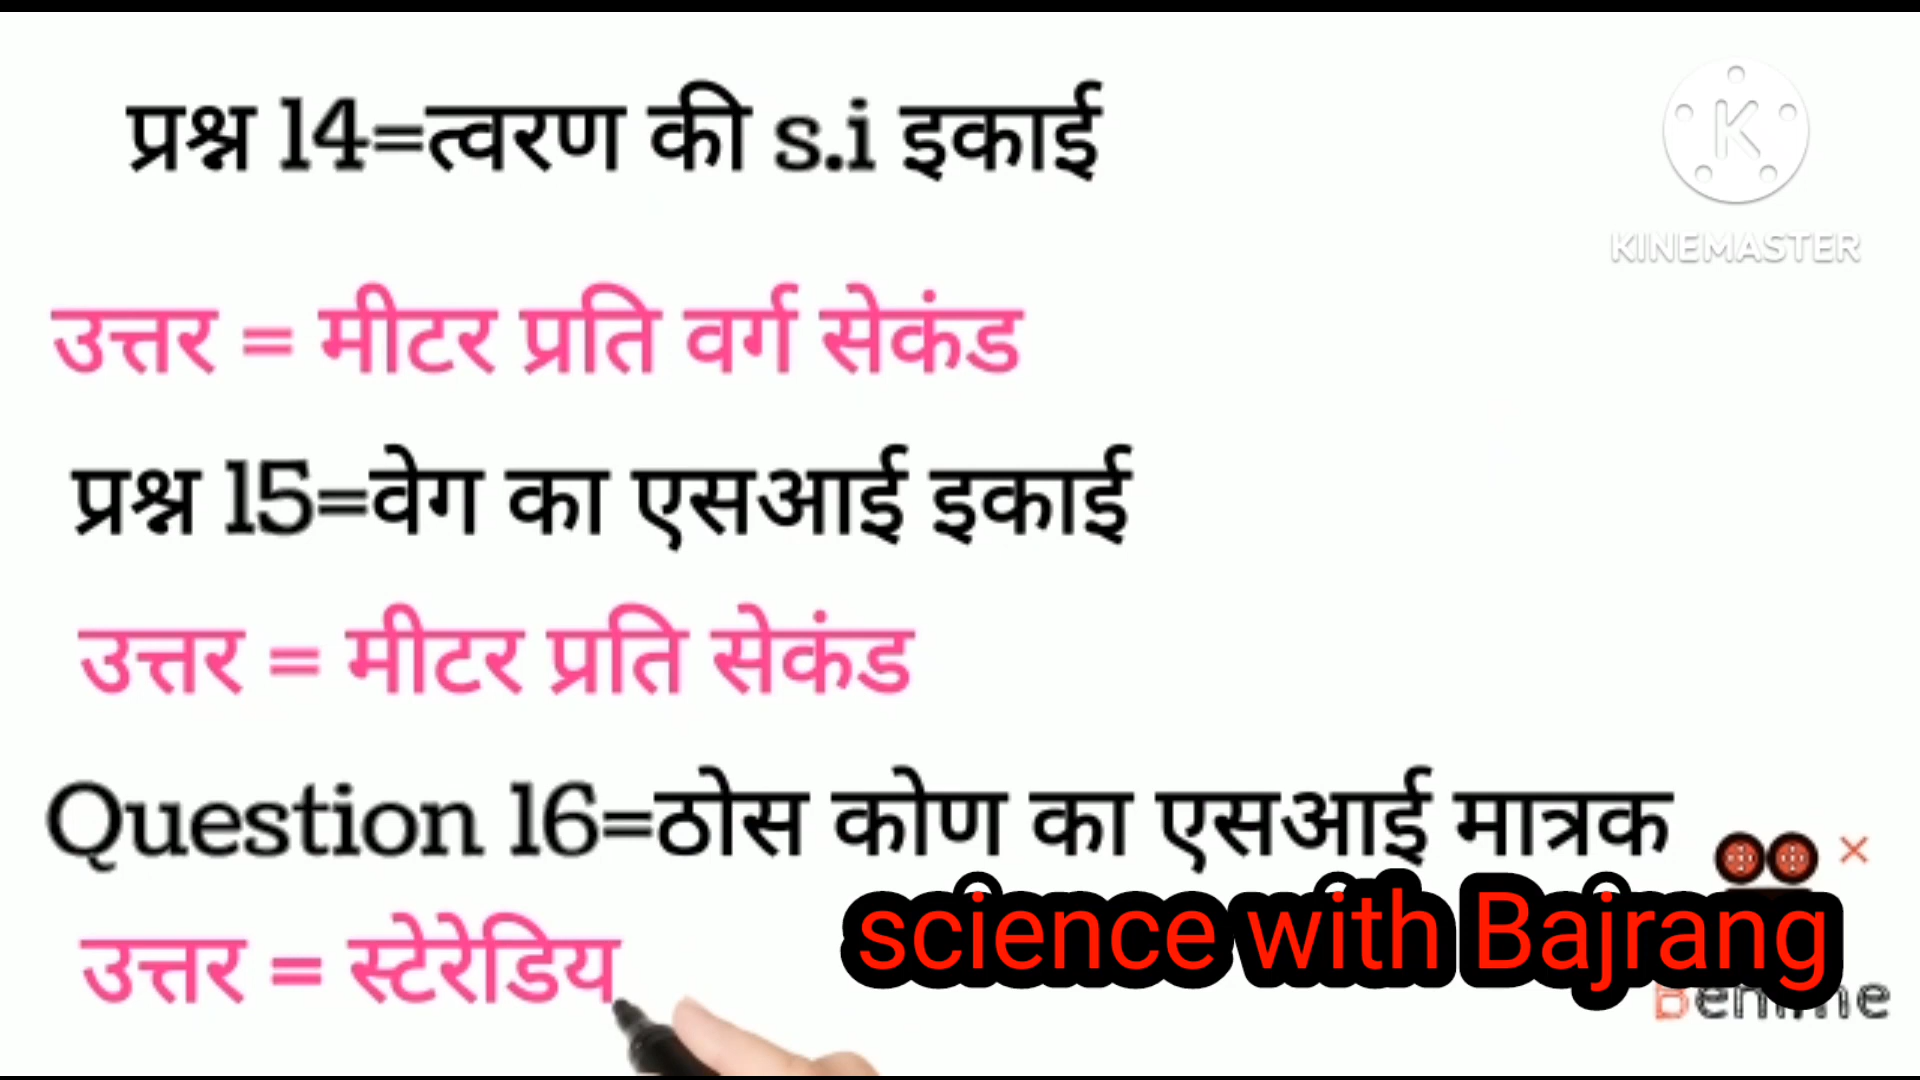 प्रश्न 14=त्वरण की s.i इकाई
KINEMASTER
उत्तर = मीटर प्रति वर्ग सेकंड
प्रश्न 15=वेग का एसआई इकाई
उत्तर = मीटर प्रति सेकंड
Question 16=ठोस कोण का एसआई मात्रक
science with Bajrang
उत्तर = स्टेरेडिय